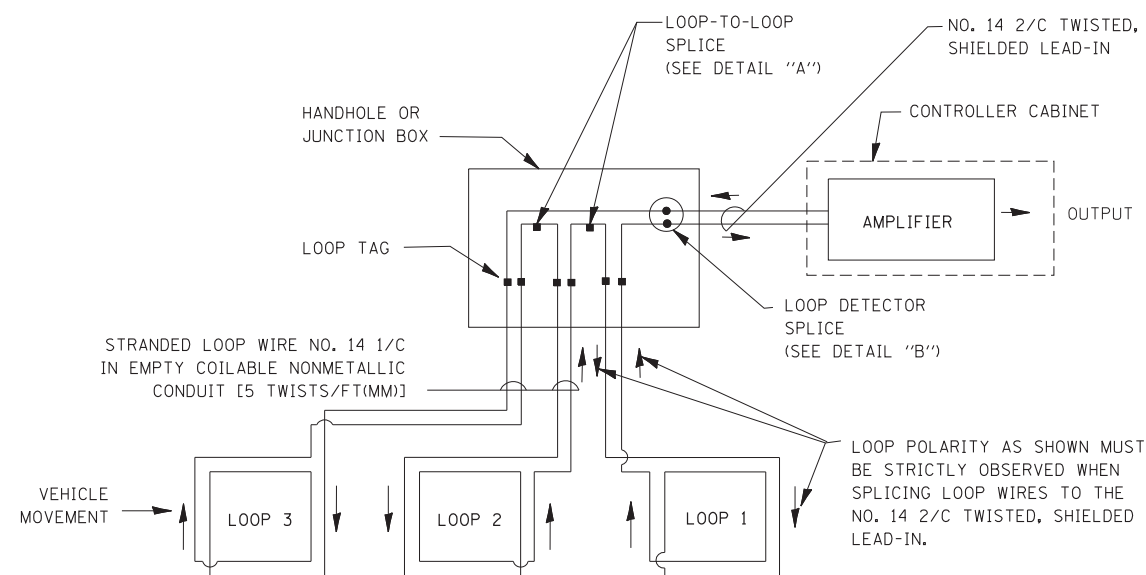 LOOP-TO-LOOP
SPLICE
(SEE DETAIL "A")
NO. 14 2/C TWISTED,
SHIELDED LEAD-IN
HANDHOLE OR
JUNCTION BOX
CONTROLLER CABINET
AMPLIFIER
OUTPUT
LOOP TAG
LOOP DETECTOR
SPLICE
(SEE DETAIL "B")
STRANDED LOOP WIRE NO. 14 1/C
IN EMPTY COILABLE NONMETALLIC
CONDUIT [5 TWISTS/FT(MM)]
LOOP POLARITY AS SHOWN MUST
BE STRICTLY OBSERVED WHEN
SPLICING LOOP WIRES TO THE
NO. 14 2/C TWISTED, SHIELDED
LEAD-IN.
VEHICLE
MOVEMENT
LOOP 3
LOOP 2
LOOP 1